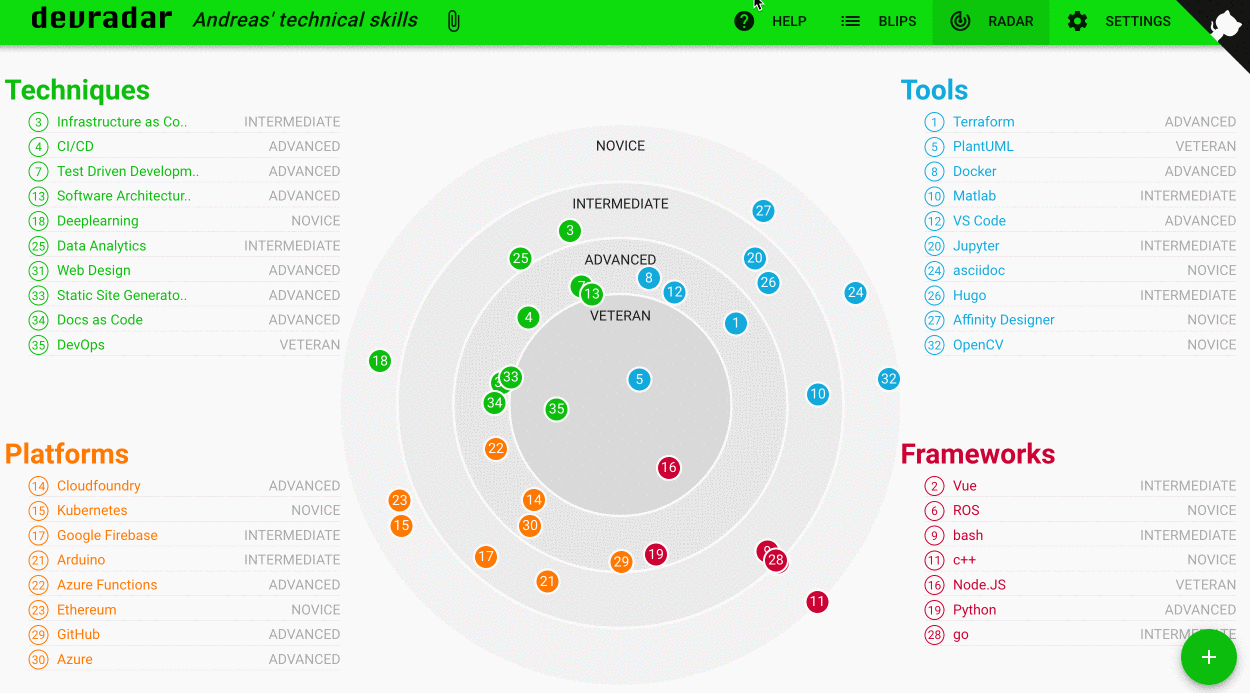 devradar Andreas' technical skills HELP BLIPS RADAR SETTINGS
Techniques
3 Infrastructure as Co.. INTERMEDIATE
4 CI/CD ADVANCED
7 Test Driven Developm.. ADVANCED
13 Software Architectur.. ADVANCED
18 Deeplearning NOVICE
25 Data Analytics INTERMEDIATE
31 Web Design ADVANCED
33 Static Site Generato.. ADVANCED
34 Docs as Code ADVANCED
35 DevOps VETERAN
Tools
1 Terraform ADVANCED
5 PlantUML VETERAN
8 Docker ADVANCED
10 Matlab INTERMEDIATE
12 VS Code ADVANCED
20 Jupyter INTERMEDIATE
24 asciidoc NOVICE
26 Hugo INTERMEDIATE
27 Affinity Designer NOVICE
32 OpenCV NOVICE
NOVICE
INTERMEDIATE
27
3
25
20
ADVANCED
8
26
7
13
12
24
VETERAN
4
1
18
33
5
32
10
34
35
22
16
23
14
15
30
19
9
28
17
29
21
11
Platforms
14 Cloudfoundry ADVANCED
15 Kubernetes NOVICE
17 Google Firebase INTERMEDIATE
21 Arduino INTERMEDIATE
22 Azure Functions ADVANCED
23 Ethereum NOVICE
29 GitHub ADVANCED
30 Azure ADVANCED
Frameworks
2 Vue INTERMEDIATE
6 ROS NOVICE
9 bash INTERMEDIATE
11 c++ NOVICE
16 Node.JS VETERAN
19 Python ADVANCED
28 go